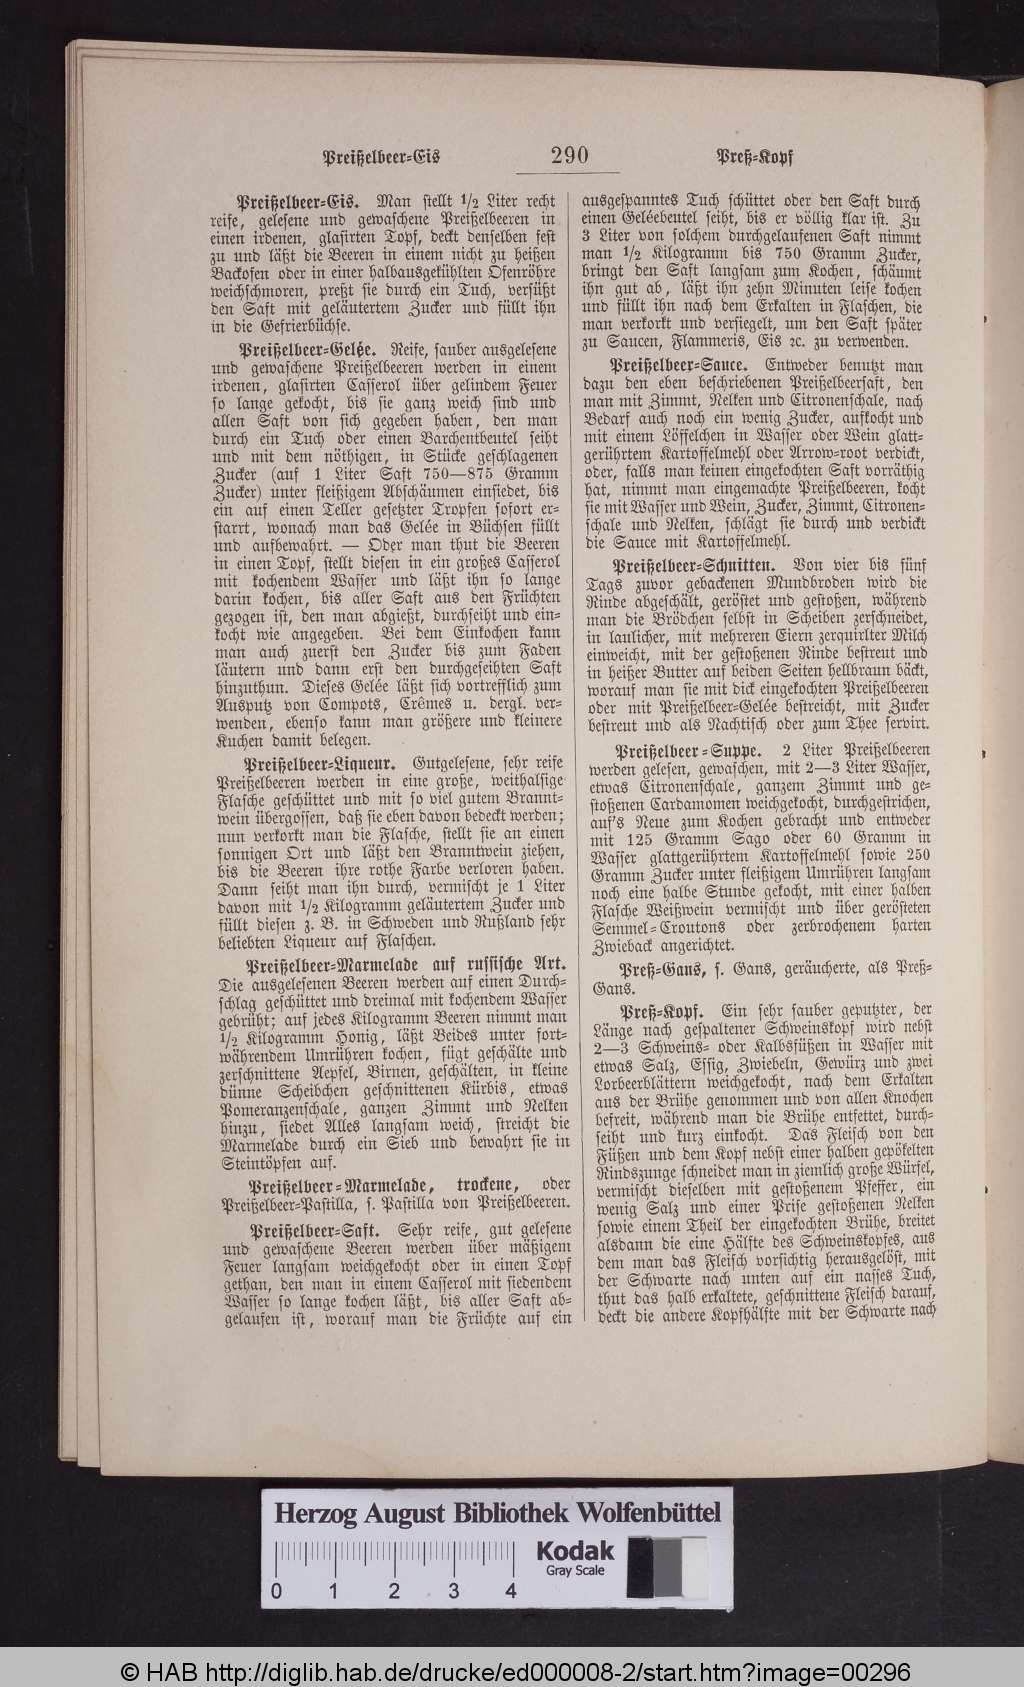 Preißelbeer=Eis 290 Preß=Kopf
Preißelbeer=Eis. Man stellt 1/2 Liter recht
reife, gelesene und gewaschene Preißelbeeren in
einen irdenen, glasirten Topf, deckt denselben fest
zu und läßt die Beeren in einem nicht zu heißen
Backofen oder in einer halbausgekühlten Ofenröhre
weichschmoren, preßt sie durch ein Tuch, versüßt
den Saft mit geläutertem Zucker und füllt ihn
in die Gefrierbüchse.
Preißelbeer=Gelée. Reife, sauber ausgelesene
und gewaschene Preißelbeeren werden in einem
irdenen, glasirten Casserol über gelindem Feuer
so lange gekocht, bis sie ganz weich sind und
allen Saft von sich gegeben haben, den man
durch ein Tuch oder einen Barchentbeutel seiht
und mit dem nöthigen, in Stücke geschlagenen
Zucker (auf 1 Liter Saft 750—875 Gramm
Zucker) unter fleißigem Abschäumen einsiedet, bis
ein auf einen Teller gesetzter Tropfen sofort er=
starrt, wonach man das Gelée in Büchsen füllt
und aufbewahrt. — Oder man thut die Beeren
in einen Topf, stellt diesen in ein großes Casserol
mit kochendem Wasser und läßt ihn so lange
darin kochen, bis aller Saft aus den Früchten
gezogen ist, den man abgießt, durchseiht und ein=
kocht wie angegeben. Bei dem Einkochen kann
man auch zuerst den Zucker bis zum Faden
läutern und dann erst den durchgeseihten Saft
hinzuthun. Dieses Gelée läßt sich vortrefflich zum
Ausputz von Compots, Crêmes u. dergl. ver=
wenden, ebenso kann man größere und kleinere
Kuchen damit belegen.
Preißelbeer=Liqueur. Gutgelesene, sehr reife
Preißelbeeren werden in eine große, weithalsige
Flasche geschüttet und mit so viel gutem Brannt=
wein übergossen, daß sie eben davon bedeckt werden;
nun verkorkt man die Flasche, stellt sie an einen
sonnigen Ort und läßt den Branntwein ziehen,
bis die Beeren ihre rothe Farbe verloren haben.
Dann seiht man ihn durch, vermischt je 1 Liter
davon mit 1/2 Kilogramm geläutertem Zucker und
füllt diesen z. B. in Schweden und Rußland sehr
beliebten Liqueur auf Flaschen.
Preißelbeer=Marmelade auf russische Art.
Die ausgelesenen Beeren werden auf einen Durch=
schlag geschüttet und dreimal mit kochendem Wasser
gebrüht; auf jedes Kilogramm Beeren nimmt man
1/2 Kilogramm Honig, läßt Beides unter fort=
währendem Umrühren kochen, fügt geschälte und
zerschnittene Aepfel, Birnen, geschälten, in kleine
dünne Scheibchen geschnittenen Kürbis, etwas
Pomeranzenschale, ganzen Zimmt und Nelken
hinzu, siedet Alles langsam weich, streicht die
Marmelade durch ein Sieb und bewahrt sie in
Steintöpfen auf.
Preißelbeer=Marmelade, trockene, oder
Preißelbeer=Pastilla, s. Pastilla von Preißelbeeren.
Preißelbeer=Saft. Sehr reife, gut gelesene
und gewaschene Beeren werden über mäßigem
Feuer langsam weichgekocht oder in einen Topf
gethan, den man in einem Casserol mit siedendem
Wasser so lange kochen läßt, bis aller Saft ab=
gelaufen ist, worauf man die Früchte auf ein
ausgespanntes Tuch schüttet oder den Saft durch
einen Geléebeutel seiht, bis er völlig klar ist. Zu
3 Liter von solchem durchgelaufenen Saft nimmt
man 1/2 Kilogramm bis 750 Gramm Zucker,
bringt den Saft langsam zum Kochen, schäumt
ihn gut ab, läßt ihn zehn Minuten leise kochen
und füllt ihn nach dem Erkalten in Flaschen, die
man verkorkt und versiegelt, um den Saft später
zu Saucen, Flammeris, Eis ꝛc. zu verwenden.
Preißelbeer=Sauce. Entweder benutzt man
dazu den eben beschriebenen Preißelbeersaft, den
man mit Zimmt, Nelken und Citronenschale, nach
Bedarf auch noch ein wenig Zucker, aufkocht und
mit einem Löffelchen in Wasser oder Wein glatt=
gerührtem Kartoffelmehl oder Arrow=root verdickt,
oder, falls man keinen eingekochten Saft vorräthig
hat, nimmt man eingemachte Preißelbeeren, kocht
sie mit Wasser und Wein, Zucker, Zimmt, Citronen=
schale und Nelken, schlägt sie durch und verdickt
die Sauce mit Kartoffelmehl.
Preißelbeer=Schnitten. Von vier bis fünf
Tags zuvor gebackenen Mundbroden wird die
Rinde abgeschält, geröstet und gestoßen, während
man die Brödchen selbst in Scheiben zerschneidet,
in laulicher, mit mehreren Eiern zerquirlter Milch
einweicht, mit der gestoßenen Rinde bestreut und
in heißer Butter auf beiden Seiten hellbraun bäckt,
worauf man sie mit dick eingekochten Preißelbeeren
oder mit Preißelbeer=Gelée bestreicht, mit Zucker
bestreut und als Nachtisch oder zum Thee servirt.
Preißelbeer=Suppe. 2 Liter Preißelbeeren
werden gelesen, gewaschen, mit 2—3 Liter Wasser,
etwas Citronenschale, ganzem Zimmt und ge=
stoßenen Cardamomen weichgekocht, durchgestrichen,
auf's Neue zum Kochen gebracht und entweder
mit 125 Gramm Sago oder 60 Gramm in
Wasser glattgerührtem Kartoffelmehl sowie 250
Gramm Zucker unter fleißigem Umrühren langsam
noch eine halbe Stunde gekocht, mit einer halben
Flasche Weißwein vermischt und über gerösteten
Semmel=Croutons oder zerbrochenem harten
Zwieback angerichtet.
Preß=Gans, s. Gans, geräucherte, als Preß=
Gans.
Preß=Kopf. Ein sehr sauber geputzter, der
Länge nach gespaltener Schweinskopf wird nebst
2—3 Schweins= oder Kalbsfüßen in Wasser mit
etwas Salz, Essig, Zwiebeln, Gewürz und zwei
Lorbeerblättern weichgekocht, nach dem Erkalten
aus der Brühe genommen und von allen Knochen
befreit, während man die Brühe entfettet, durch=
seiht und kurz einkocht. Das Fleisch von den
Füßen und dem Kopf nebst einer halben gepökelten
Rindszunge schneidet man in ziemlich große Würfel,
vermischt dieselben mit gestoßenem Pfeffer, ein
wenig Salz und einer Prise gestoßenen Nelken
sowie einem Theil der eingekochten Brühe, breitet
alsdann die eine Hälfte des Schweinskopfes, aus
dem man das Fleisch vorsichtig herausgelöst, mit
der Schwarte nach unten auf ein nasses Tuch,
thut das halb erkaltete, geschnittene Fleisch darauf,
deckt die andere Kopfhälfte mit der Schwarte nach
Herzog August Bibliothek Wolfenbüttel
0 1 2 3 4
Kodak
Gray Scale
© HAB http://diglib.hab.de/drucke/ed000008-2/start.htm?image=00296